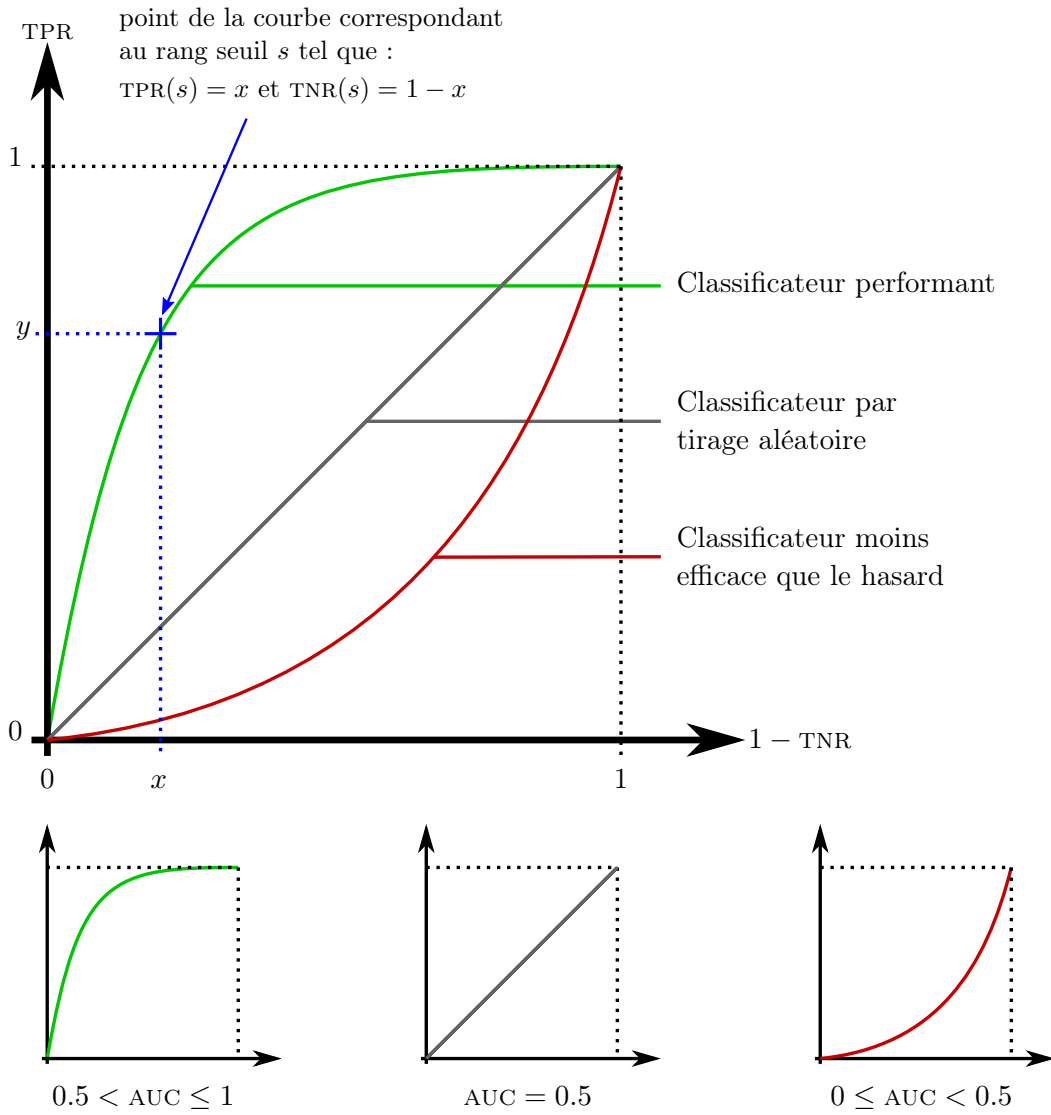 point de la courbe correspondant
TPR
au rang seuil s tel que :
TPR(s) = x et TNR(s) = 1 − x
1
Classificateur performant
y
Classificateur par
tirage aléatoire
Classificateur moins
efficace que le hasard
0
1 − TNR
0
x
1
0.5 < AUC ≤ 1
AUC = 0.5
0 ≤ AUC < 0.5